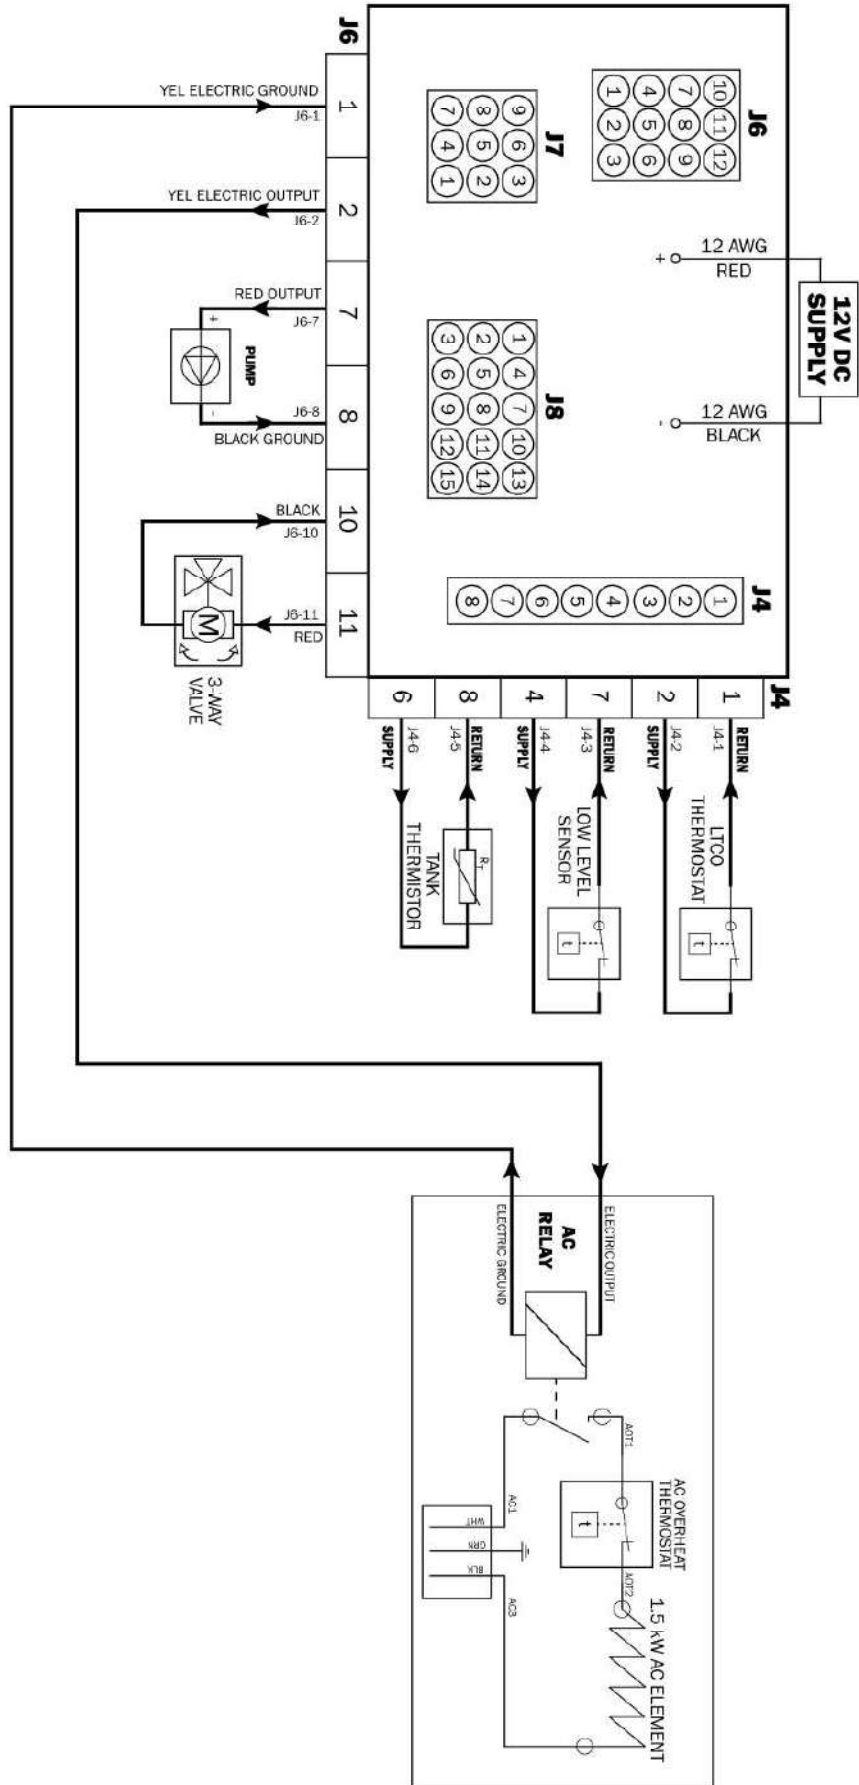 J6
1
2
7
8
10
11
YEL ELECTRIC GROUND
J6-1
YEL ELECTRIC OUTPUT
J6-2
RED OUTPUT
J6-7
+
PUMP
-
J6-8
BLACK GROUND
BLACK
J6-10
J6-11
RED
M
3-WAY
VALVE
J7
7 8 9
4 5 6
1 2 3
J6
1 4 7 10
2 5 8 11
3 6 9 12
+
12 AWG
RED
12V DC
SUPPLY
-
12 AWG
BLACK
J8
3 2 1
6 5 4
9 8 7
12 11 10
15 14 13
J4
8 7 6 5 4 3 2 1
J4
6 8 4 7 2 1
J4-6
SUPPLY
J4-5
RETURN
J4-4
SUPPLY
J4-3
RETURN
J4-2
SUPPLY
J4-1
RETURN
RT
TANK
THERMISTOR
LOW LEVEL
SENSOR
t
LTCO
THERMOSTAT
t
ELECTRIC GROUND
ELECTRIC OUTPUT
AC
RELAY
AOT1
AC OVERHEAT
THERMOSTAT
t
AOT2
1.5 kW AC ELEMENT
AC1
WHT
GRN
BLK
AC3